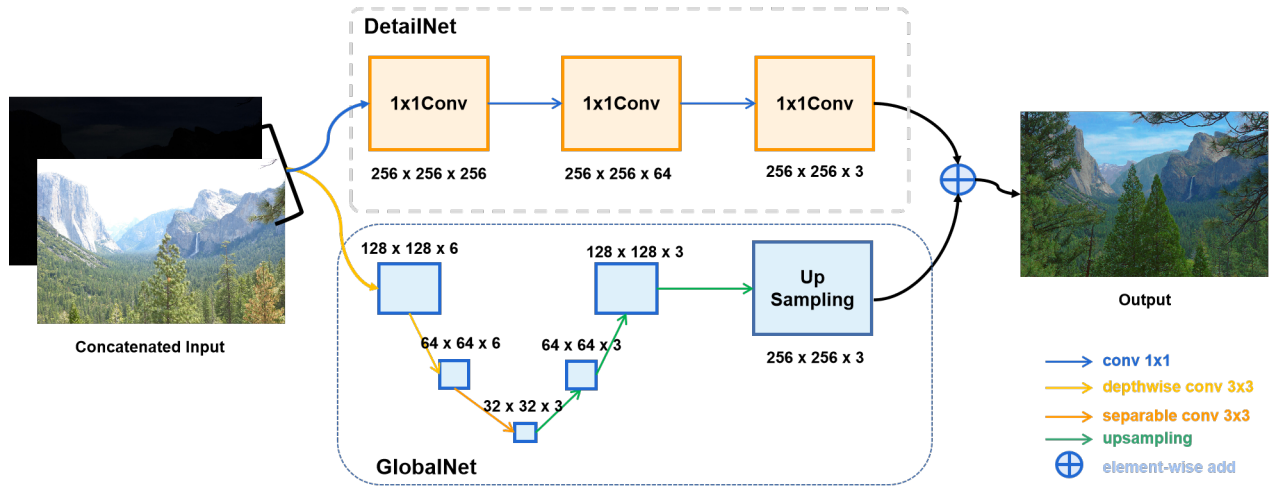 DetailNet
1x1Conv
1x1Conv
1x1Conv
256 x 256 x 256
256 x 256 x 64
256 x 256 x 3
Concatenated Input
128 x 128 x 6
128 x 128 x 3
Up
Sampling
64 x 64 x 6
64 x 64 x 3
256 x 256 x 3
32 x 32 x 3
GlobalNet
Output
conv 1x1
depthwise conv 3x3
separable conv 3x3
upsampling
element-wise add